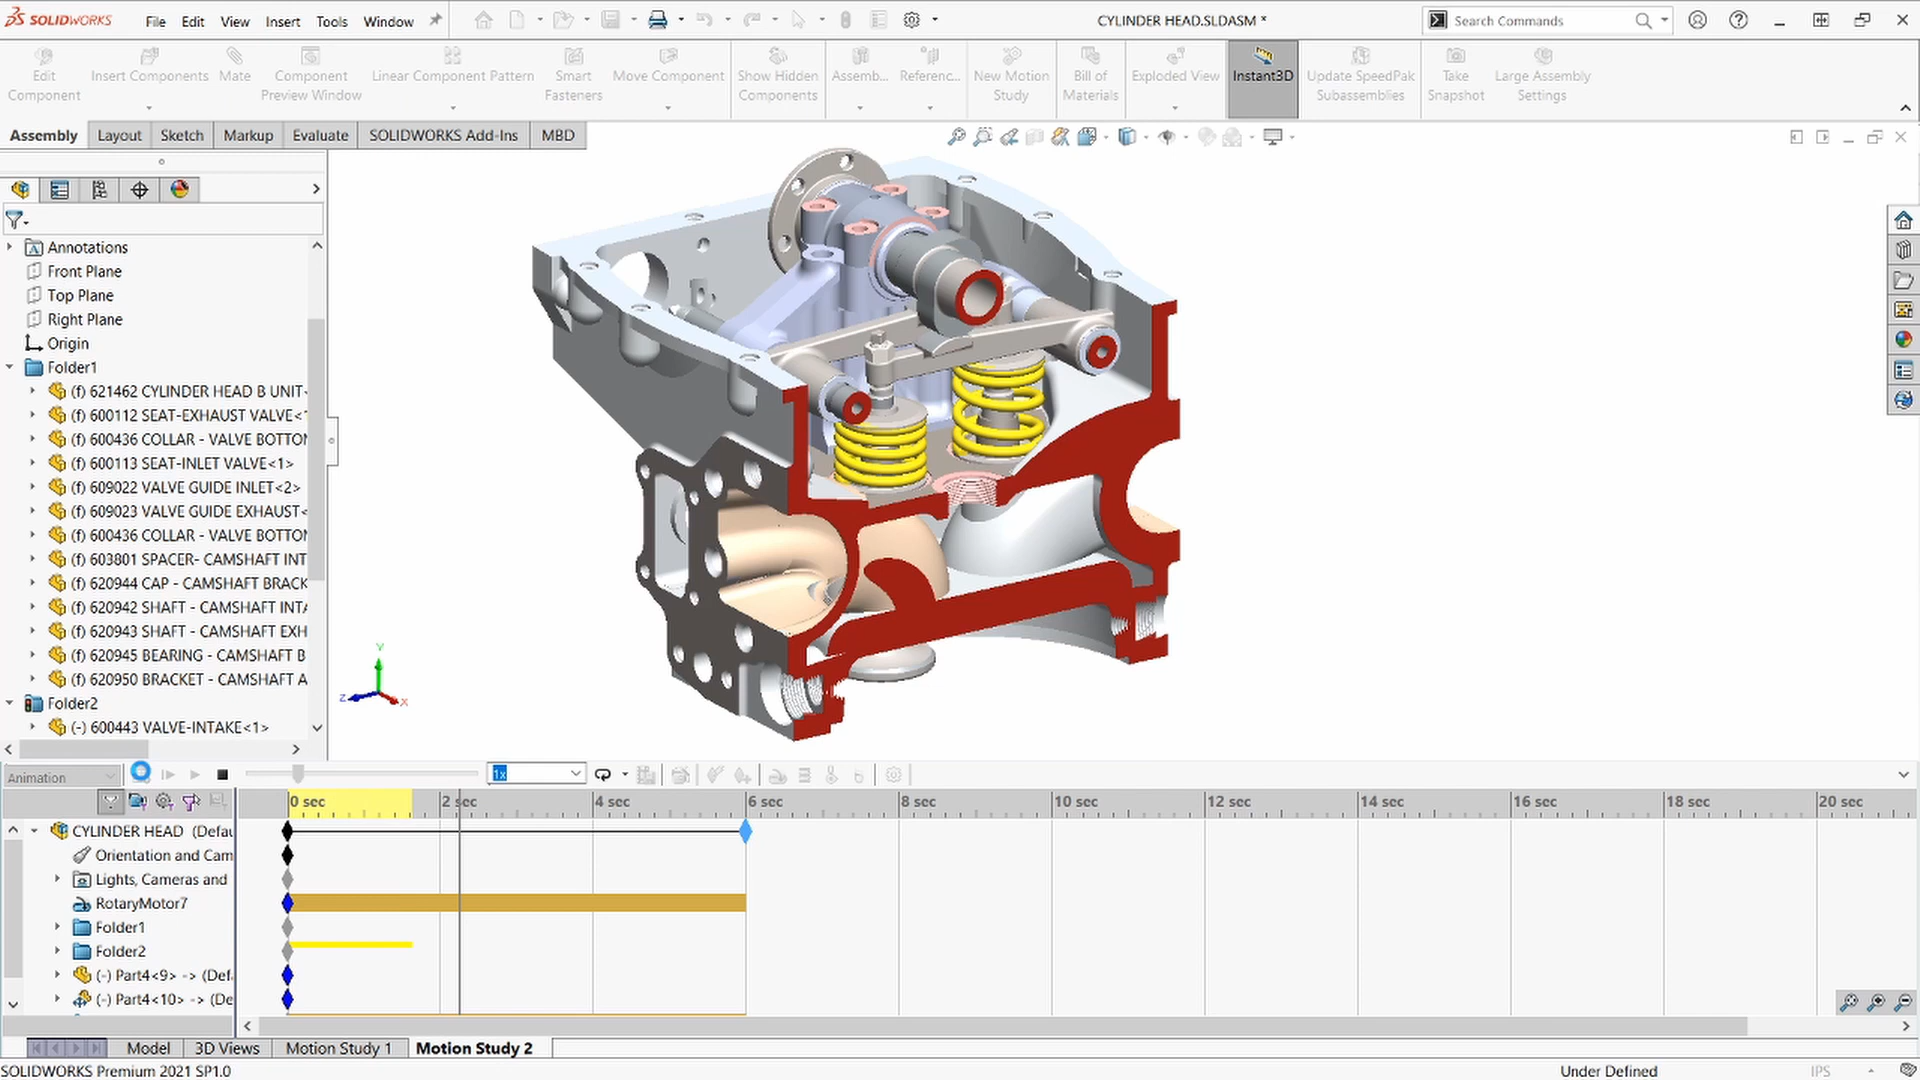 SOLIDWORKS File Edit View Insert Tools Window CYLINDER HEAD.SLDASM * Search Commands
Edit Component
Insert Components
Mate
Component Preview Window
Linear Component Pattern
Smart Fasteners
Move Component
Show Hidden Components
Assemb...
Referenc...
New Motion Study
Bill of Materials
Exploded View
Instant3D
Update SpeedPak Subassemblies
Take Snapshot
Large Assembly Settings
Assembly Layout Sketch Markup Evaluate SOLIDWORKS Add-Ins MBD
Annotations
Front Plane
Top Plane
Right Plane
Origin
Folder1
(f) 621462 CYLINDER HEAD B UNIT<
(f) 600112 SEAT-EXHAUST VALVE<1
(f) 600436 COLLAR - VALVE BOTTOM
(f) 600113 SEAT-INLET VALVE<1>
(f) 609022 VALVE GUIDE INLET<2>
(f) 609023 VALVE GUIDE EXHAUST<
(f) 600436 COLLAR - VALVE BOTTOM
(f) 603801 SPACER- CAMSHAFT INT
(f) 620944 CAP - CAMSHAFT BRACK
(f) 620942 SHAFT - CAMSHAFT INTA
(f) 620943 SHAFT - CAMSHAFT EXH
(f) 620945 BEARING - CAMSHAFT B
(f) 620950 BRACKET - CAMSHAFT A
Folder2
(-) 600443 VALVE-INTAKE<1>
Y
Z
X
Animation 1x
0 sec 2 sec 4 sec 6 sec 8 sec 10 sec 12 sec 14 sec 16 sec 18 sec 20 sec
CYLINDER HEAD (Defau
Orientation and Cam
Lights, Cameras and
RotaryMotor7
Folder1
Folder2
(-) Part4<9> -> (Def
(-) Part4<10> -> (De
Model 3D Views Motion Study 1 Motion Study 2
SOLIDWORKS Premium 2021 SP1.0 Under Defined IPS